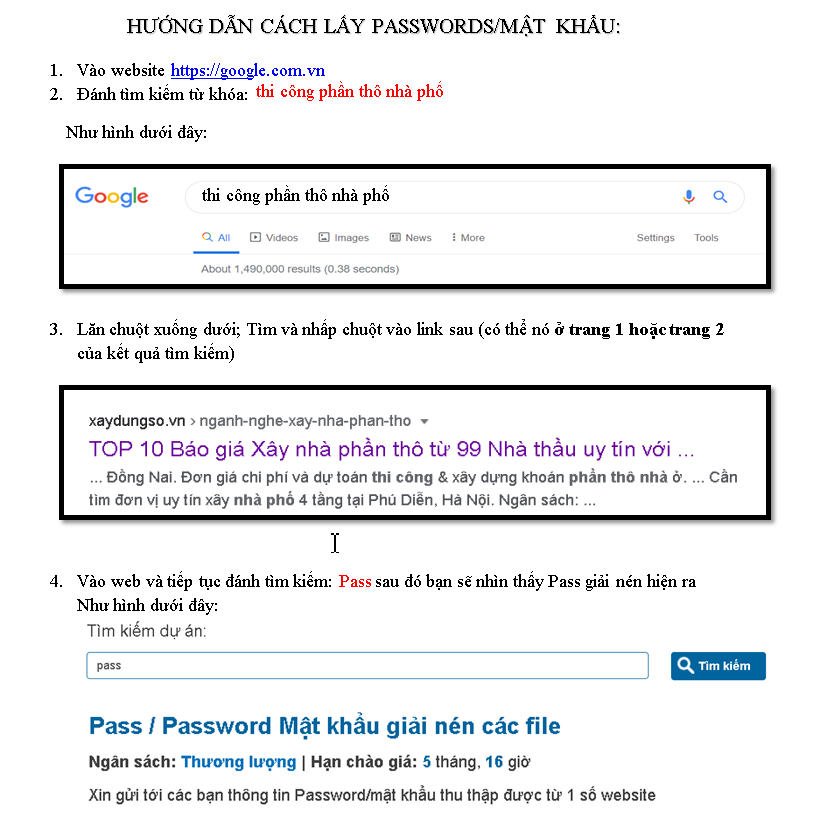 HƯỚNG DẪN CÁCH LẤY PASSWORDS/MẬT KHẨU:
1. Vào website https://google.com.vn
2. Đánh tìm kiếm từ khóa: thi công phần thô nhà phố
Như hình dưới đây:
Google thi công phần thô nhà phố
All Videos Images News More Settings Tools
About 1,490,000 results (0.38 seconds)
3. Lăn chuột xuống dưới; Tìm và nhấp chuột vào link sau (có thể nó ở trang 1 hoặc trang 2
của kết quả tìm kiếm)
xaydungso.vn › nganh-nghe-xay-nha-phan-tho
TOP 10 Báo giá Xây nhà phần thô từ 99 Nhà thầu uy tín với ...
... Đồng Nai. Đơn giá chi phí và dự toán thi công & xây dựng khoán phần thô nhà ở. ... Cần
tìm đơn vị uy tín xây nhà phố 4 tầng tại Phú Diễn, Hà Nội. Ngân sách: ...
4. Vào web và tiếp tục đánh tìm kiếm: Pass sau đó bạn sẽ nhìn thấy Pass giải nén hiện ra
Như hình dưới đây:
Tìm kiếm dự án:
pass Tìm kiếm
Pass / Password Mật khẩu giải nén các file
Ngân sách: Thương lượng | Hạn chào giá: 5 tháng, 16 giờ
Xin gửi tới các bạn thông tin Password/mật khẩu thu thập được từ 1 số website